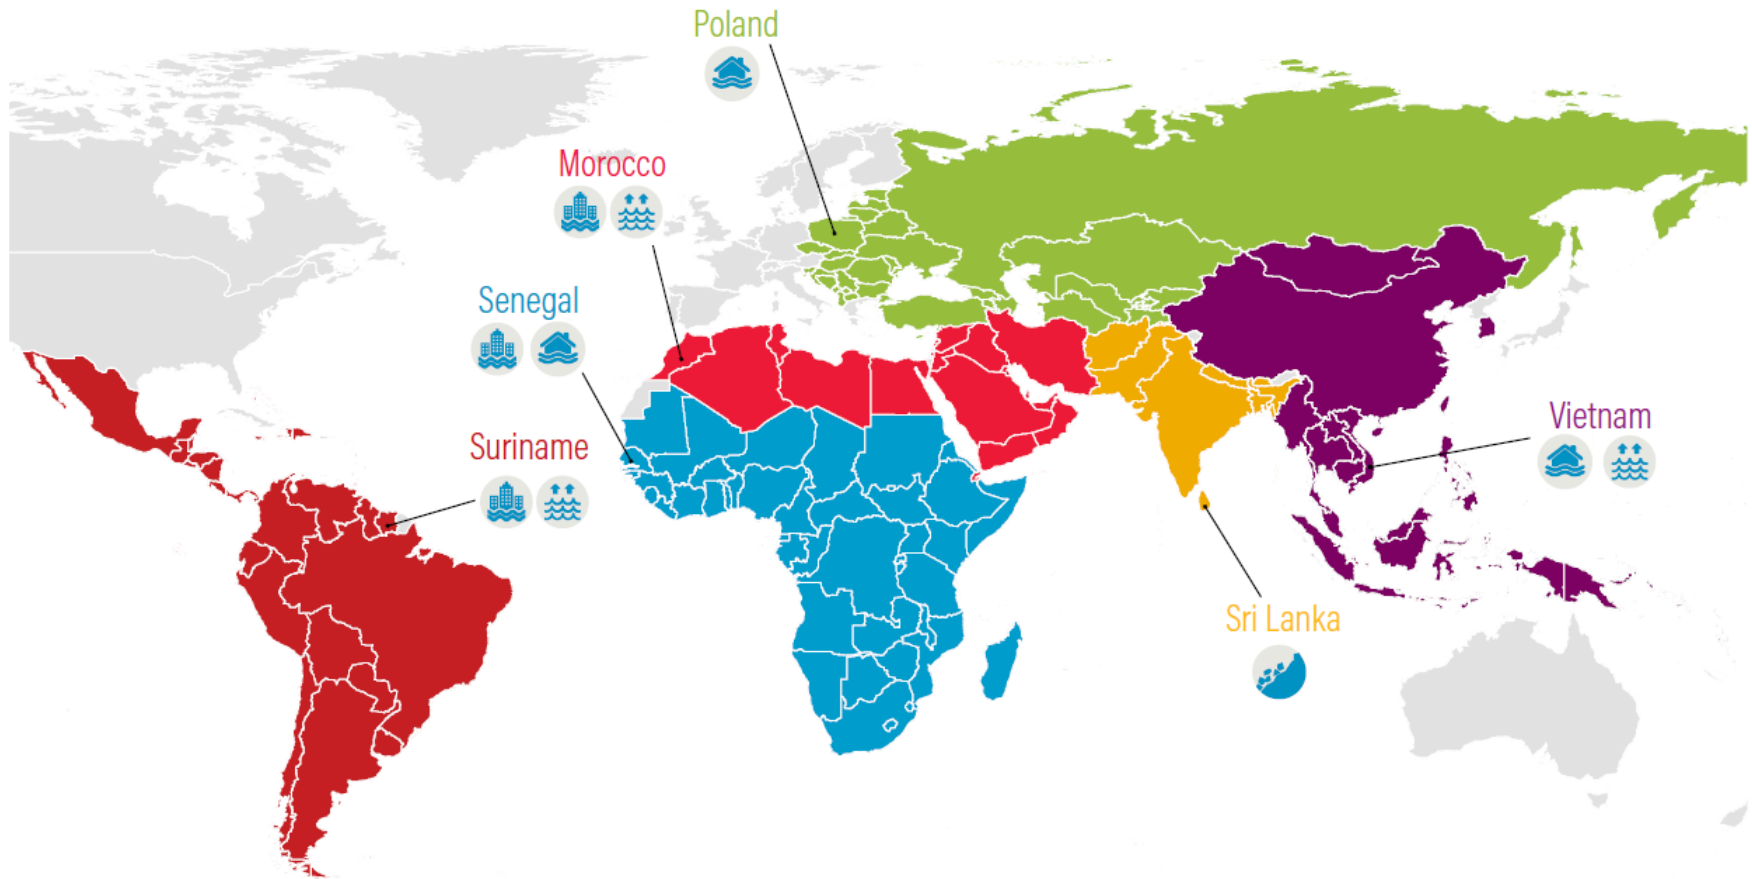 Poland
Morocco
Senegal
Suriname
Vietnam
Sri Lanka